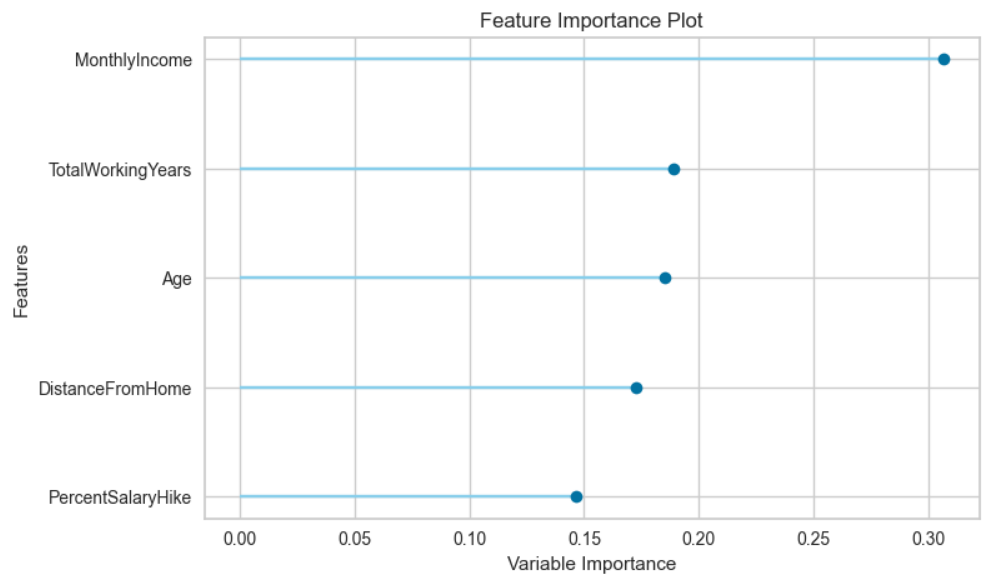 Feature Importance Plot
MonthlyIncome
TotalWorkingYears
Age
DistanceFromHome
PercentSalaryHike
Features
0.00 0.05 0.10 0.15 0.20 0.25 0.30
Variable Importance